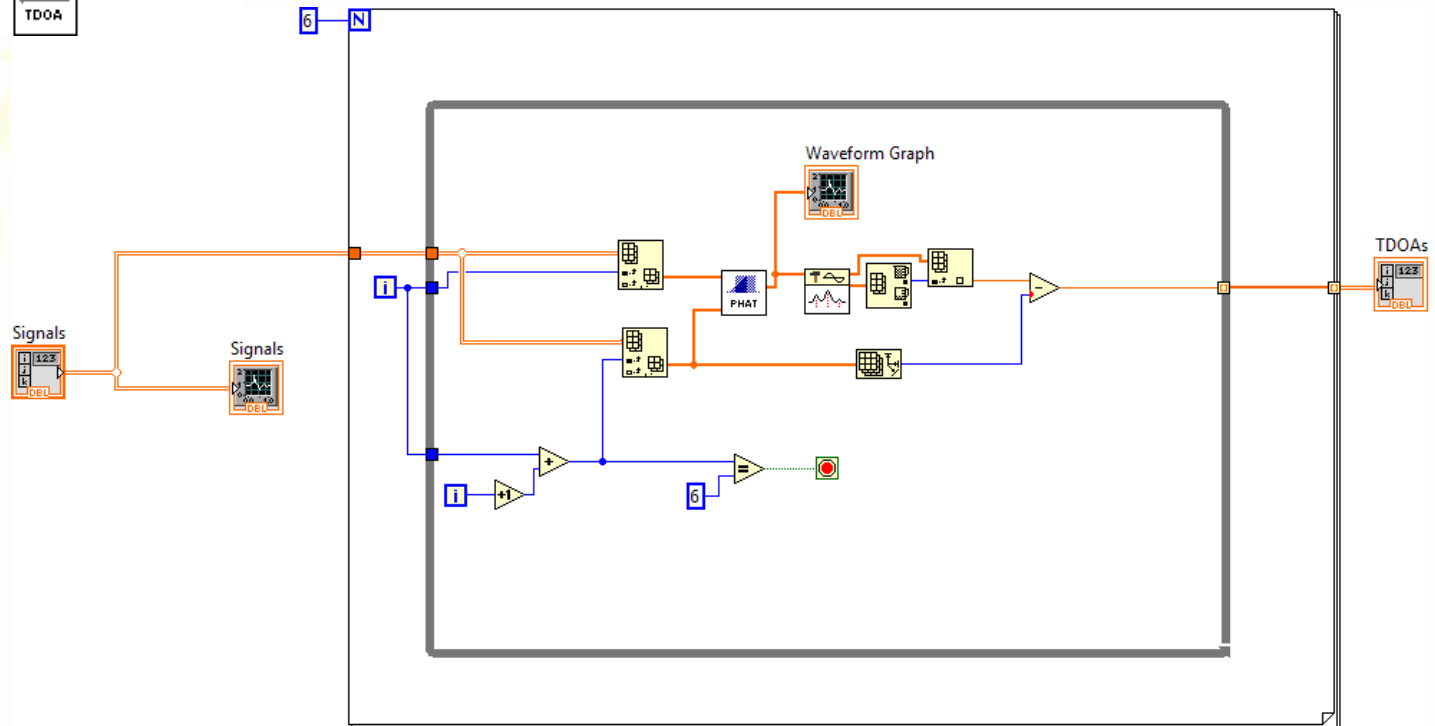 TDOA
6
N
Waveform Graph
DBL
TDOAs
i 123
j
k
DBL
i
PHAT
-
Signals
i 123
j
k
DBL
Signals
DBL
+
=
i
+1
6
i